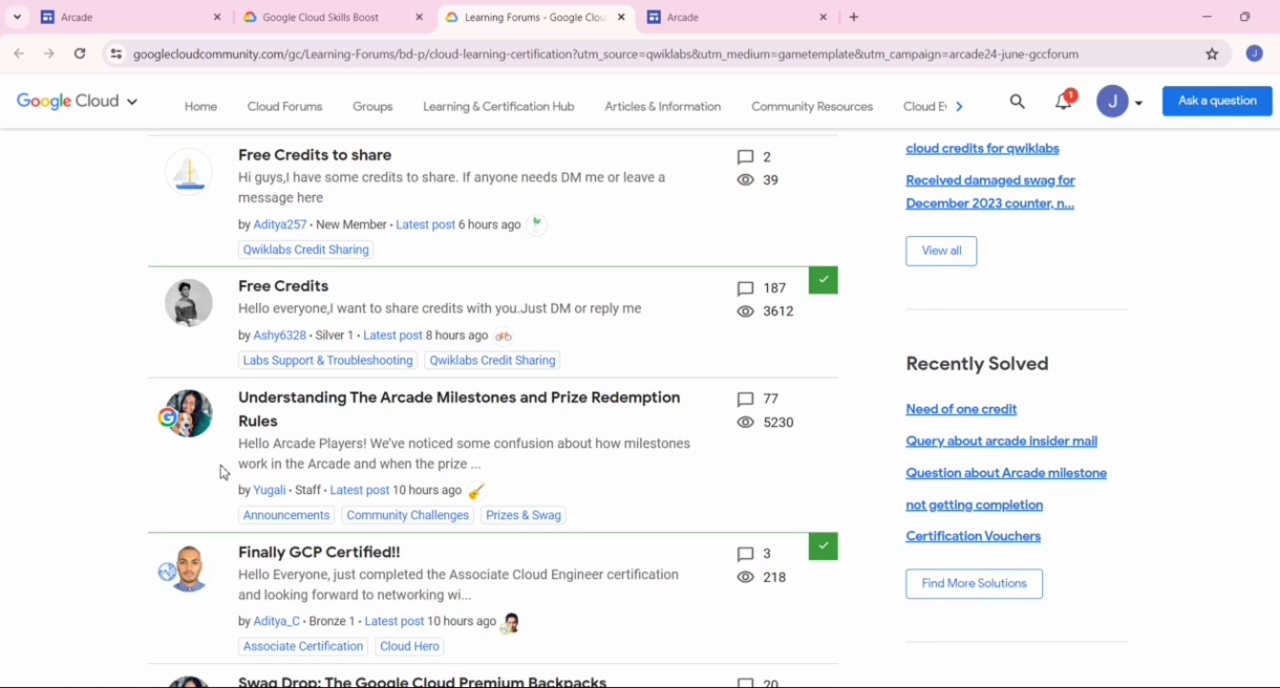 Arcade
Google Cloud Skills Boost
Learning Forums - Google Clou
Arcade
googlecloudcommunity.com/gc/Learning-Forums/bd-p/cloud-learning-certification?utm_source=qwiklabs&utm_medium=gametemplate&utm_campaign=arcade24-june-gccforum
J
Google Cloud
Home
Cloud Forums
Groups
Learning & Certification Hub
Articles & Information
Community Resources
Cloud E
1
J
Ask a question
Free Credits to share
2
Hi guys,I have some credits to share. If anyone needs DM me or leave a
39
message here
by Aditya257 • New Member • Latest post 6 hours ago
Qwiklabs Credit Sharing
Free Credits
187
Hello everyone,I want to share credits with you.Just DM or reply me
3612
by Ashy6328 • Silver 1 • Latest post 8 hours ago
Labs Support & Troubleshooting
Qwiklabs Credit Sharing
Understanding The Arcade Milestones and Prize Redemption
77
Rules
5230
Hello Arcade Players! We've noticed some confusion about how milestones
work in the Arcade and when the prize ...
by Yugali • Staff • Latest post 10 hours ago
Announcements
Community Challenges
Prizes & Swag
Finally GCP Certified!!
3
Hello Everyone, just completed the Associate Cloud Engineer certification
218
and looking forward to networking wi...
by Aditya_C • Bronze 1 • Latest post 10 hours ago
Associate Certification
Cloud Hero
Swag Drop: The Google Cloud Premium Backpacks
20
cloud credits for qwiklabs
Received damaged swag for
December 2023 counter, n...
View all
Recently Solved
Need of one credit
Query about arcade insider mail
Question about Arcade milestone
not getting completion
Certification Vouchers
Find More Solutions